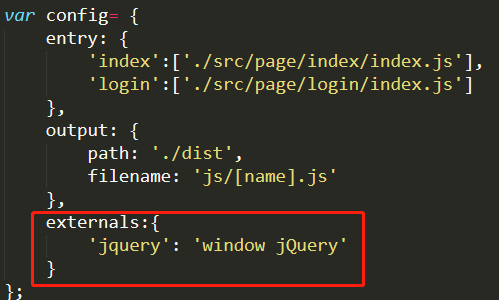 var config= {
    entry: {
        'index':['./src/page/index/index.js'],
        'login':['./src/page/login/index.js']
    },
    output: {
        path: './dist',
        filename: 'js/[name].js'
    },
    externals:{
        'jquery': 'window jQuery'
    }
};